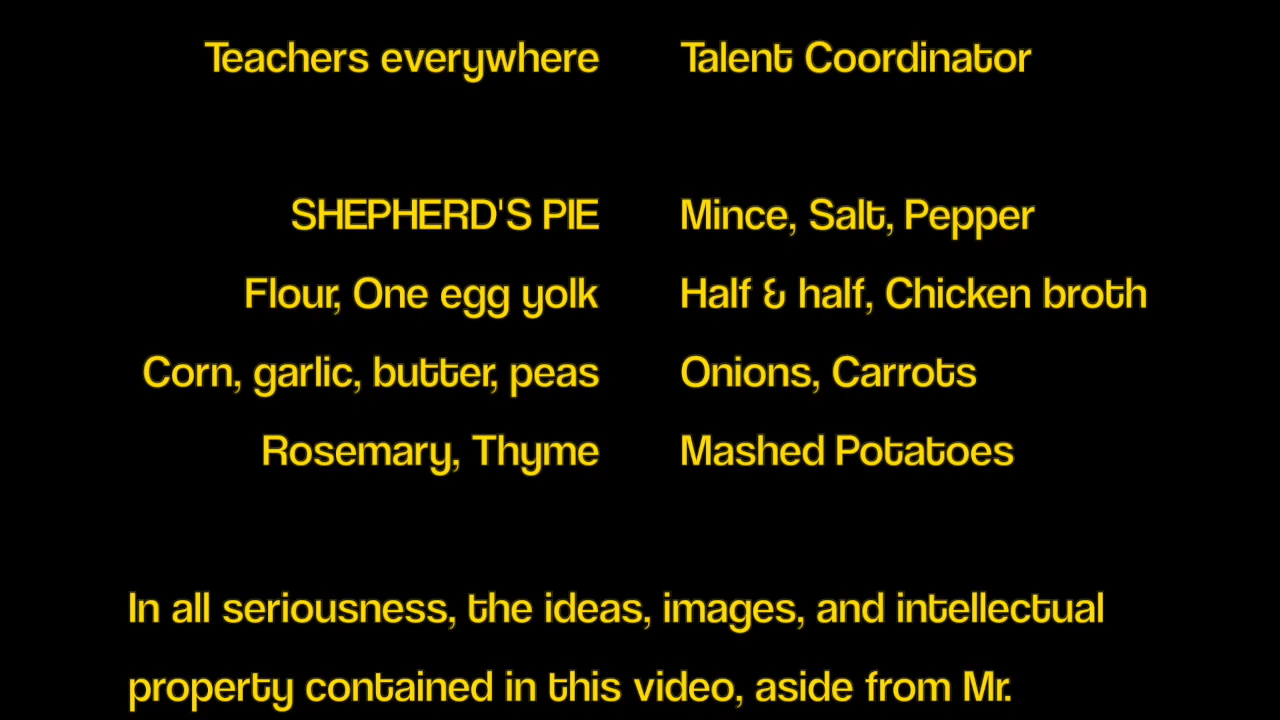 Teachers everywhere Talent Coordinator
SHEPHERD'S PIE Mince, Salt, Pepper
Flour, One egg yolk Half & half, Chicken broth
Corn, garlic, butter, peas Onions, Carrots
Rosemary, Thyme Mashed Potatoes
In all seriousness, the ideas, images, and intellectual
property contained in this video, aside from Mr.